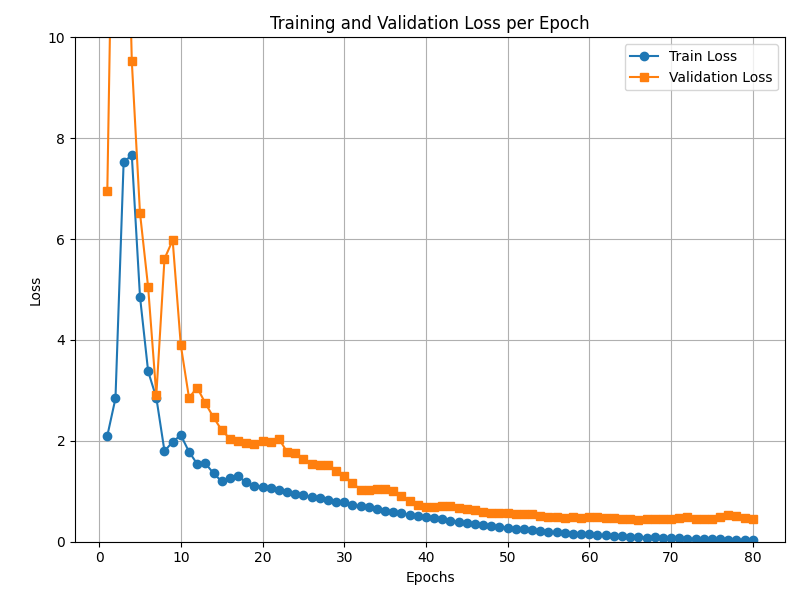 Training and Validation Loss per Epoch
Train Loss
Validation Loss
Loss
10
8
6
4
2
0
0 10 20 30 40 50 60 70 80
Epochs